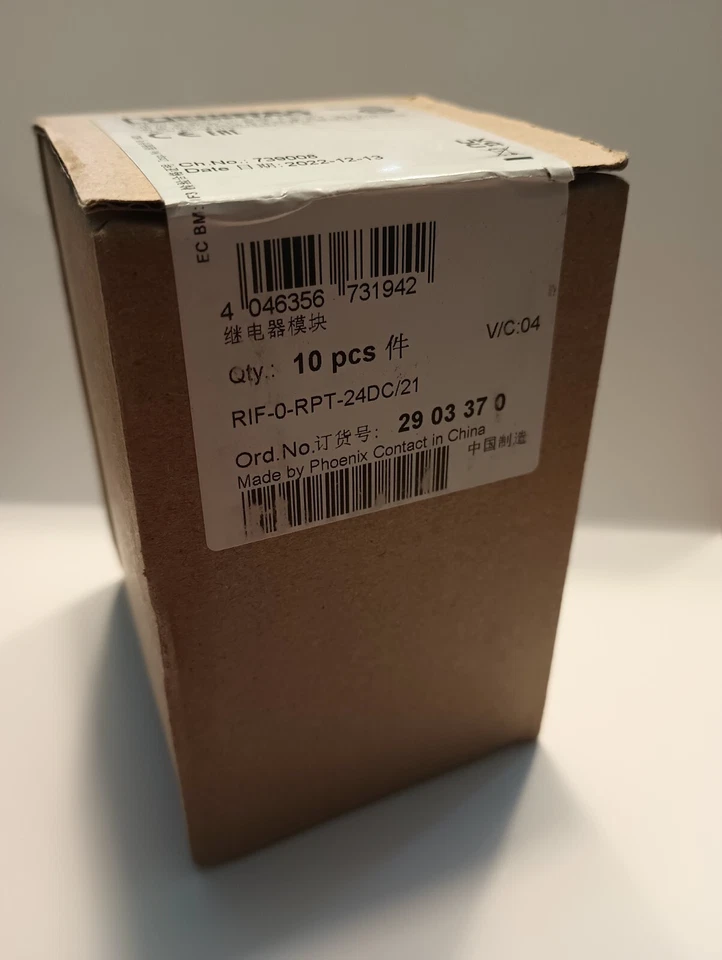 Ch.No.: 739008
Date 日期: 2022-12-13
EC BM:
4 046356 731942
继电器模块
Qty.: 10 pcs 件
V/C:04
RIF-0-RPT-24DC/21
Ord.No.订货号: 29 03 37 0
Made by Phoenix Contact in China
中国制造